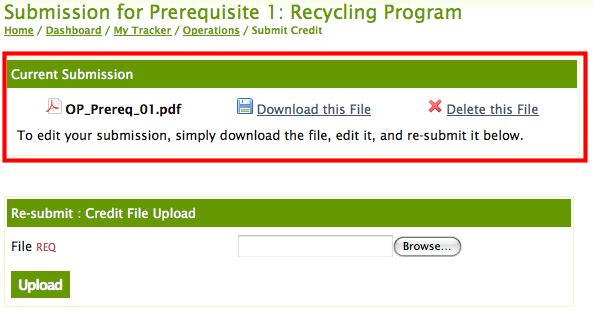 Submission for Prerequisite 1: Recycling Program
Home / Dashboard / My Tracker / Operations / Submit Credit
Current Submission
OP_Prereq_01.pdf Download this File Delete this File
To edit your submission, simply download the file, edit it, and re-submit it below.
Re-submit : Credit File Upload
File REQ Browse...
Upload